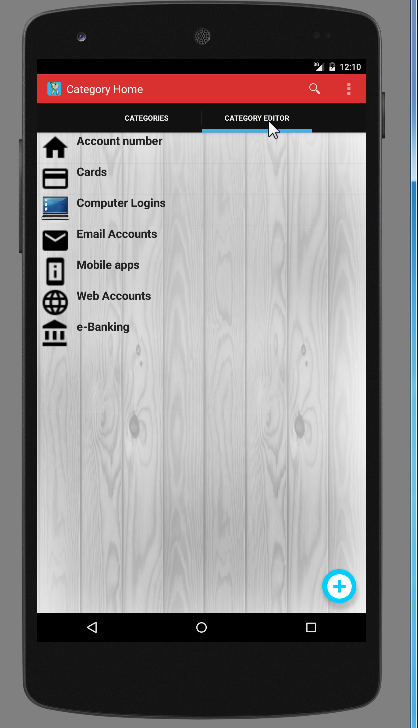 3G 12:10
Category Home
CATEGORIES CATEGORY EDITOR
Account number
Cards
Computer Logins
Email Accounts
Mobile apps
Web Accounts
e-Banking